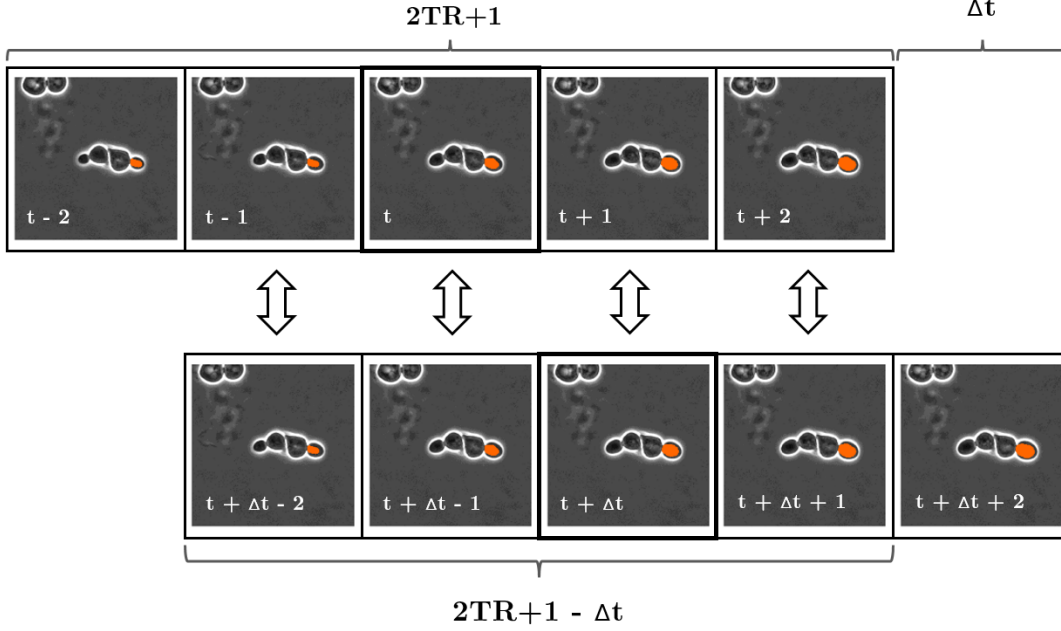 2TR+1
Δt
t - 2
t - 1
t
t + 1
t + 2
t + Δt - 2
t + Δt - 1
t + Δt
t + Δt + 1
t + Δt + 2
2TR+1 - Δt